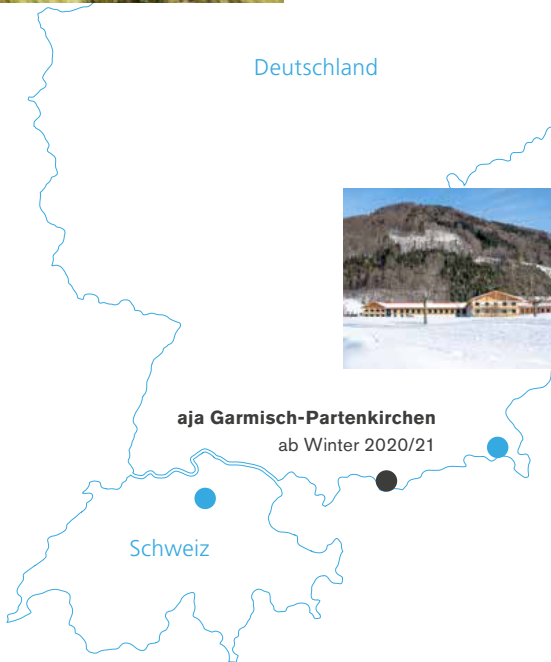 Deutschland
aja Garmisch-Partenkirchen
ab Winter 2020/21
Schweiz